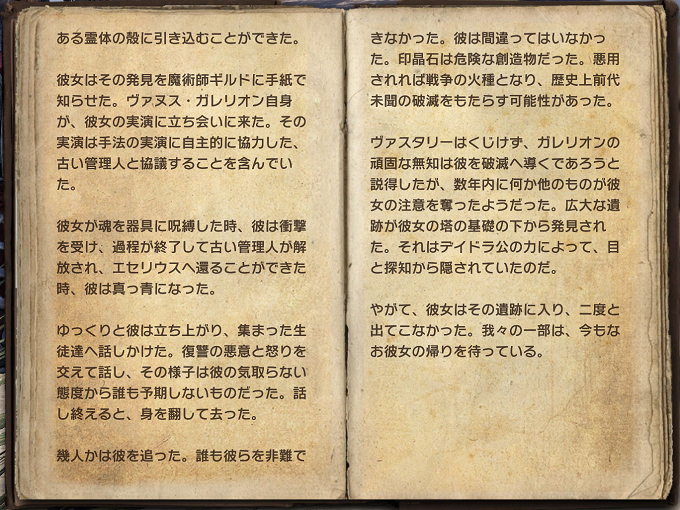 ある霊体の殻に引き込むことができた。
彼女はその発見を魔術師ギルドに手紙で
知らせた。ヴァヌス・ガレリオン自身
が、彼女の実演に立ち会いに来た。その
実演は手法の実演に自主的に協力した、
古い管理人と協議することを含んでい
た。
彼女が魂を器具に呪縛した時、彼は衝撃
を受け、過程が終了して古い管理人が解
放され、エセリウスへ還ることができた
時、彼は真っ青になった。
ゆっくりと彼は立ち上がり、集まった生
徒達へ話しかけた。復讐の悪意と怒りを
交えて話し、その様子は彼の気取らない
態度から誰も予期しないものだった。話
し終えると、身を翻して去った。
幾人かは彼を追った。誰も彼らを非難で
きなかった。彼は間違ってはいなかっ
た。印晶石は危険な創造物だった。悪用
されれば戦争の火種となり、歴史上前代
未聞の破滅をもたらす可能性があった。
ヴァスタリーはくじけず、ガレリオンの
頑固な無知は彼を破滅へ導くであろうと
説得したが、数年内に何か他のものが彼
女の注意を奪ったようだった。広大な遺
跡が彼女の塔の基礎の下から発見され
た。それはデイドラ公の力によって、目
と探知から隠されていたのだ。
やがて、彼女はその遺跡に入り、二度と
出てこなかった。我々の一部は、今もな
お彼女の帰りを待っている。